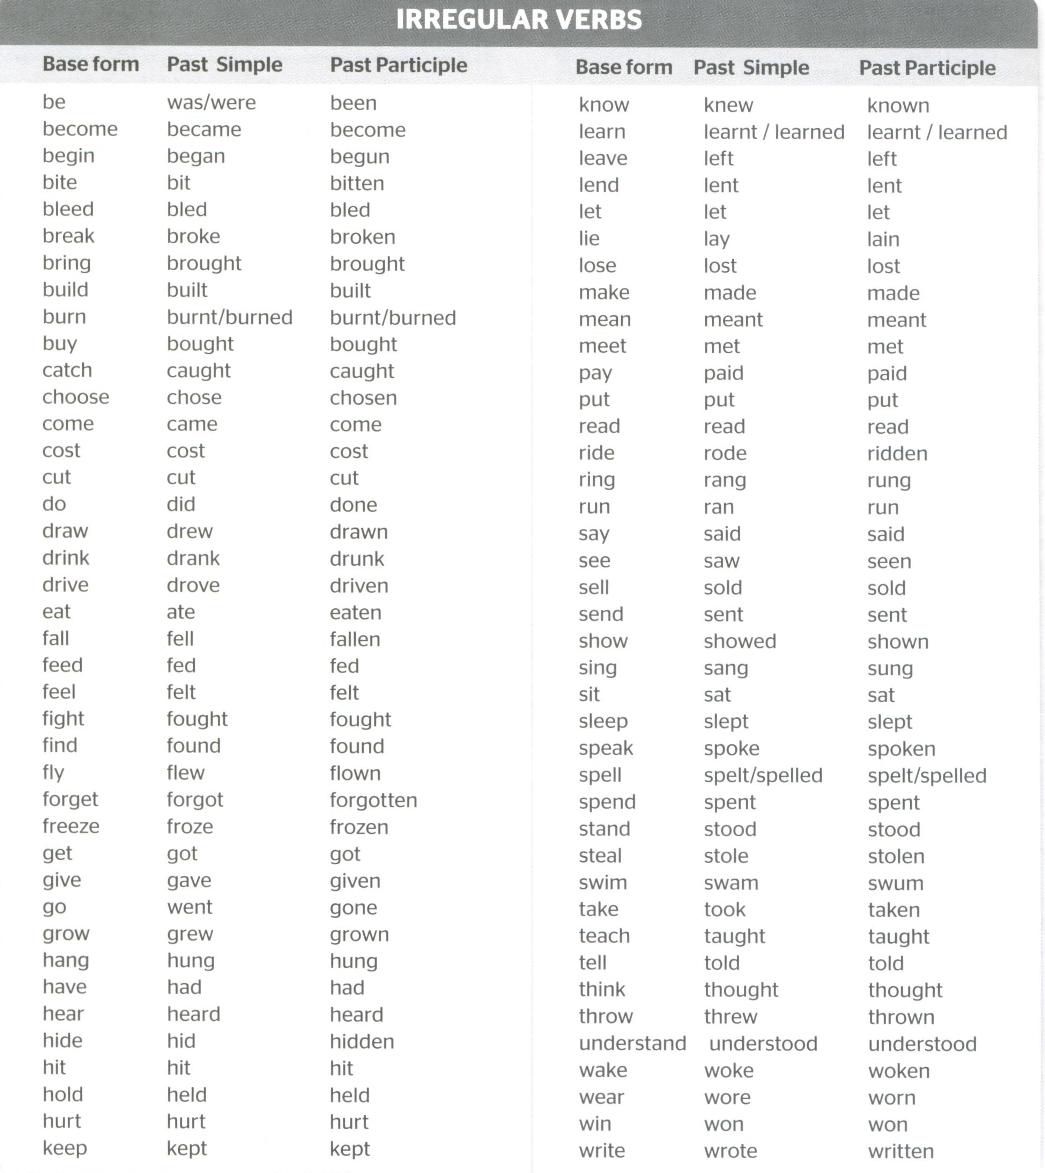 IRREGULAR VERBS
Base form Past Simple Past Participle
be was/were been
become became become
begin began begun
bite bit bitten
bleed bled bled
break broke broken
bring brought brought
build built built
burn burnt/burned burnt/burned
buy bought bought
catch caught caught
choose chose chosen
come came come
cost cost cost
cut cut cut
do did done
draw drew drawn
drink drank drunk
drive drove driven
eat ate eaten
fall fell fallen
feed fed fed
feel felt felt
fight fought fought
find found found
fly flew flown
forget forgot forgotten
freeze froze frozen
get got got
give gave given
go went gone
grow grew grown
hang hung hung
have had had
hear heard heard
hide hid hidden
hit hit hit
hold held held
hurt hurt hurt
keep kept kept
Base form Past Simple Past Participle
know knew known
learn learnt / learned learnt / learned
leave left left
lend lent lent
let let let
lie lay lain
lose lost lost
make made made
mean meant meant
meet met met
pay paid paid
put put put
read read read
ride rode ridden
ring rang rung
run ran run
say said said
see saw seen
sell sold sold
send sent sent
show showed shown
sing sang sung
sit sat sat
sleep slept slept
speak spoke spoken
spell spelt/spelled spelt/spelled
spend spent spent
stand stood stood
steal stole stolen
swim swam swum
take took taken
teach taught taught
tell told told
think thought thought
throw threw thrown
understand understood understood
wake woke woken
wear wore worn
win won won
write wrote written